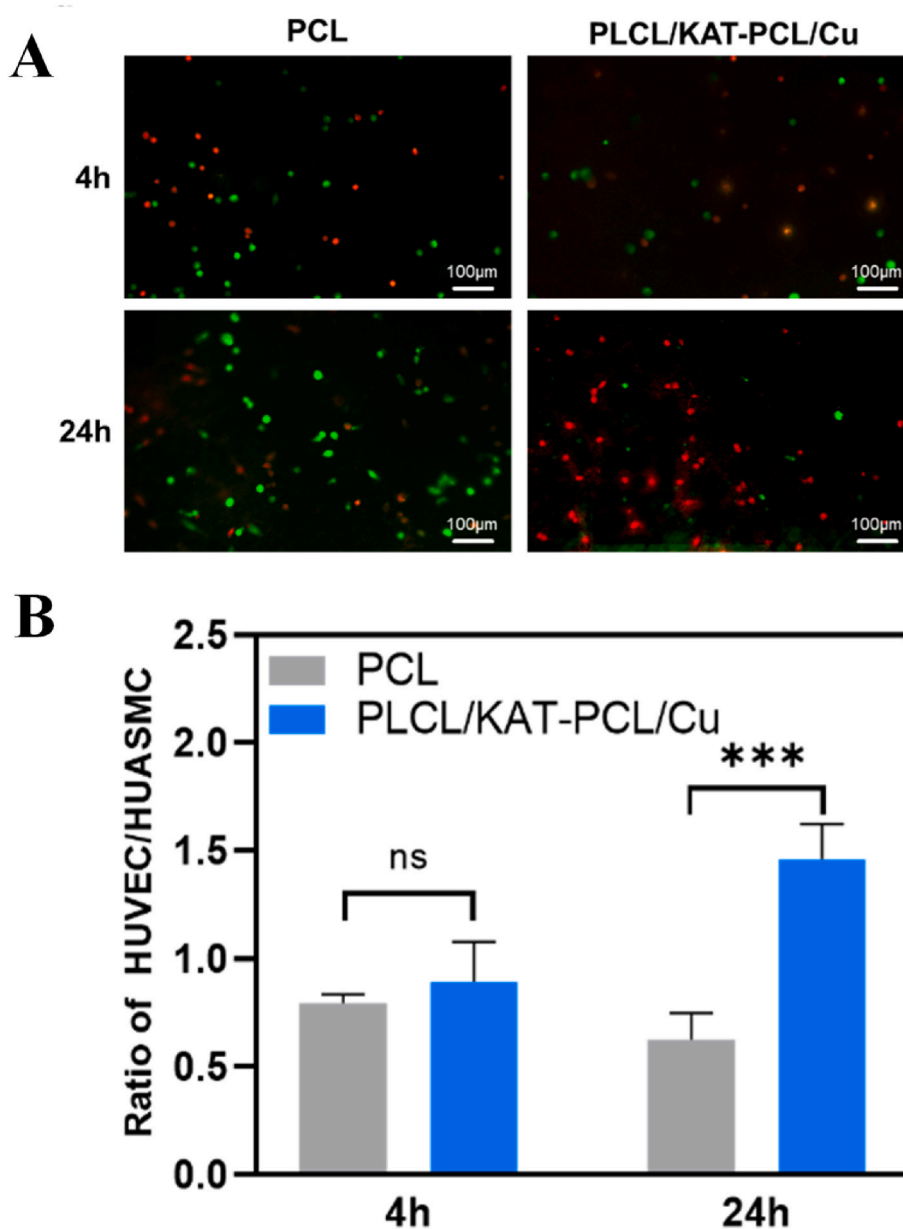 A
PCL
PLCL/KAT-PCL/Cu
4h
100μm
100μm
24h
100μm
100μm
B
Ratio of HUVEC/HUASMC
2.5
2.0
1.5
1.0
0.5
0.0
PCL
PLCL/KAT-PCL/Cu
ns
***
4h
24h